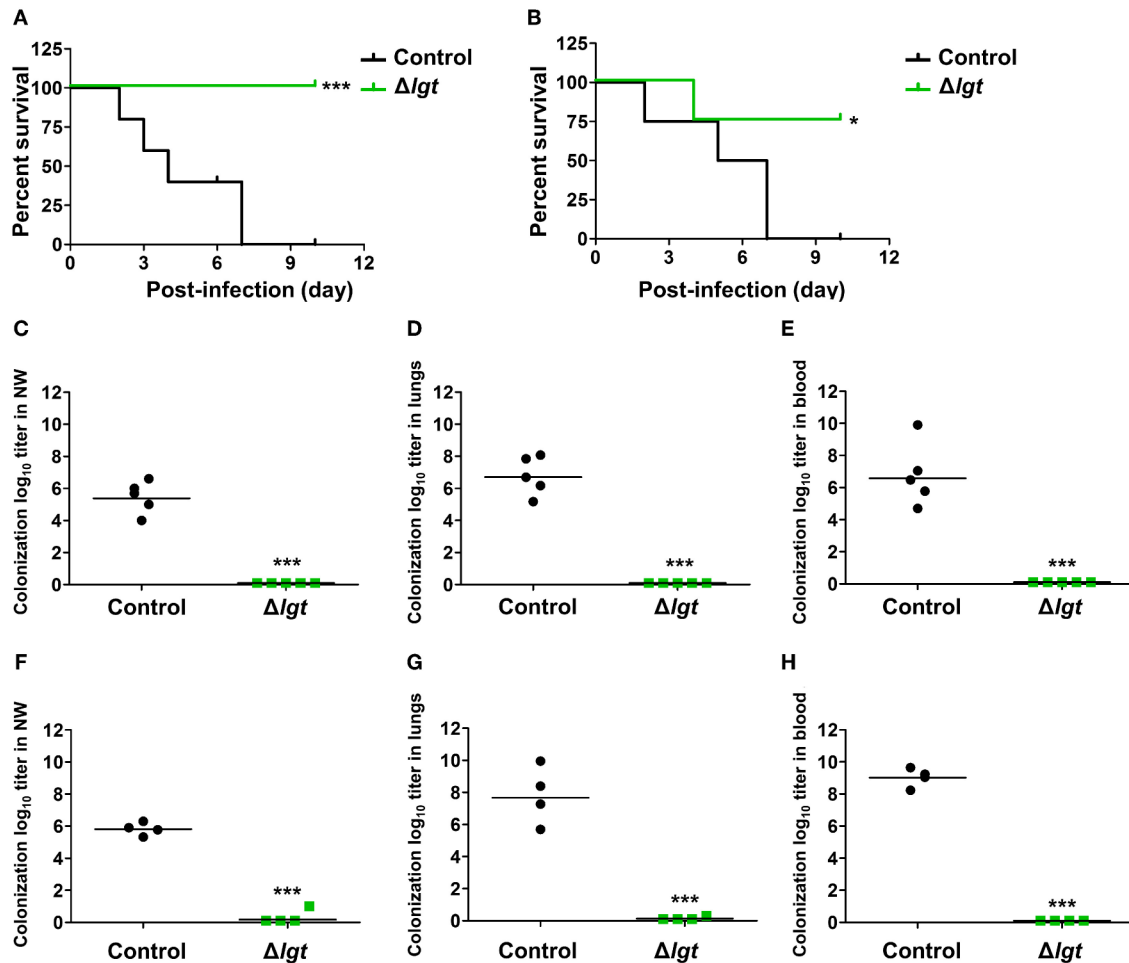 A
B
Control
Δlgt
Control
Δlgt
125
100
75
50
25
0
***
Percent survival
0 3 6 9 12
Post-infection (day)
125
100
75
50
25
0
*
Percent survival
0 3 6 9 12
Post-infection (day)
C
D
E
Colonization log10 titer in NW
12
10
8
6
4
2
0
***
Control Δlgt
Colonization log10 titer in lungs
12
10
8
6
4
2
0
***
Control Δlgt
Colonization log10 titer in blood
12
10
8
6
4
2
0
***
Control Δlgt
F
G
H
Colonization log10 titer in NW
12
10
8
6
4
2
0
***
Control Δlgt
Colonization log10 titer in lungs
12
10
8
6
4
2
0
***
Control Δlgt
Colonization log10 titer in blood
12
10
8
6
4
2
0
***
Control Δlgt